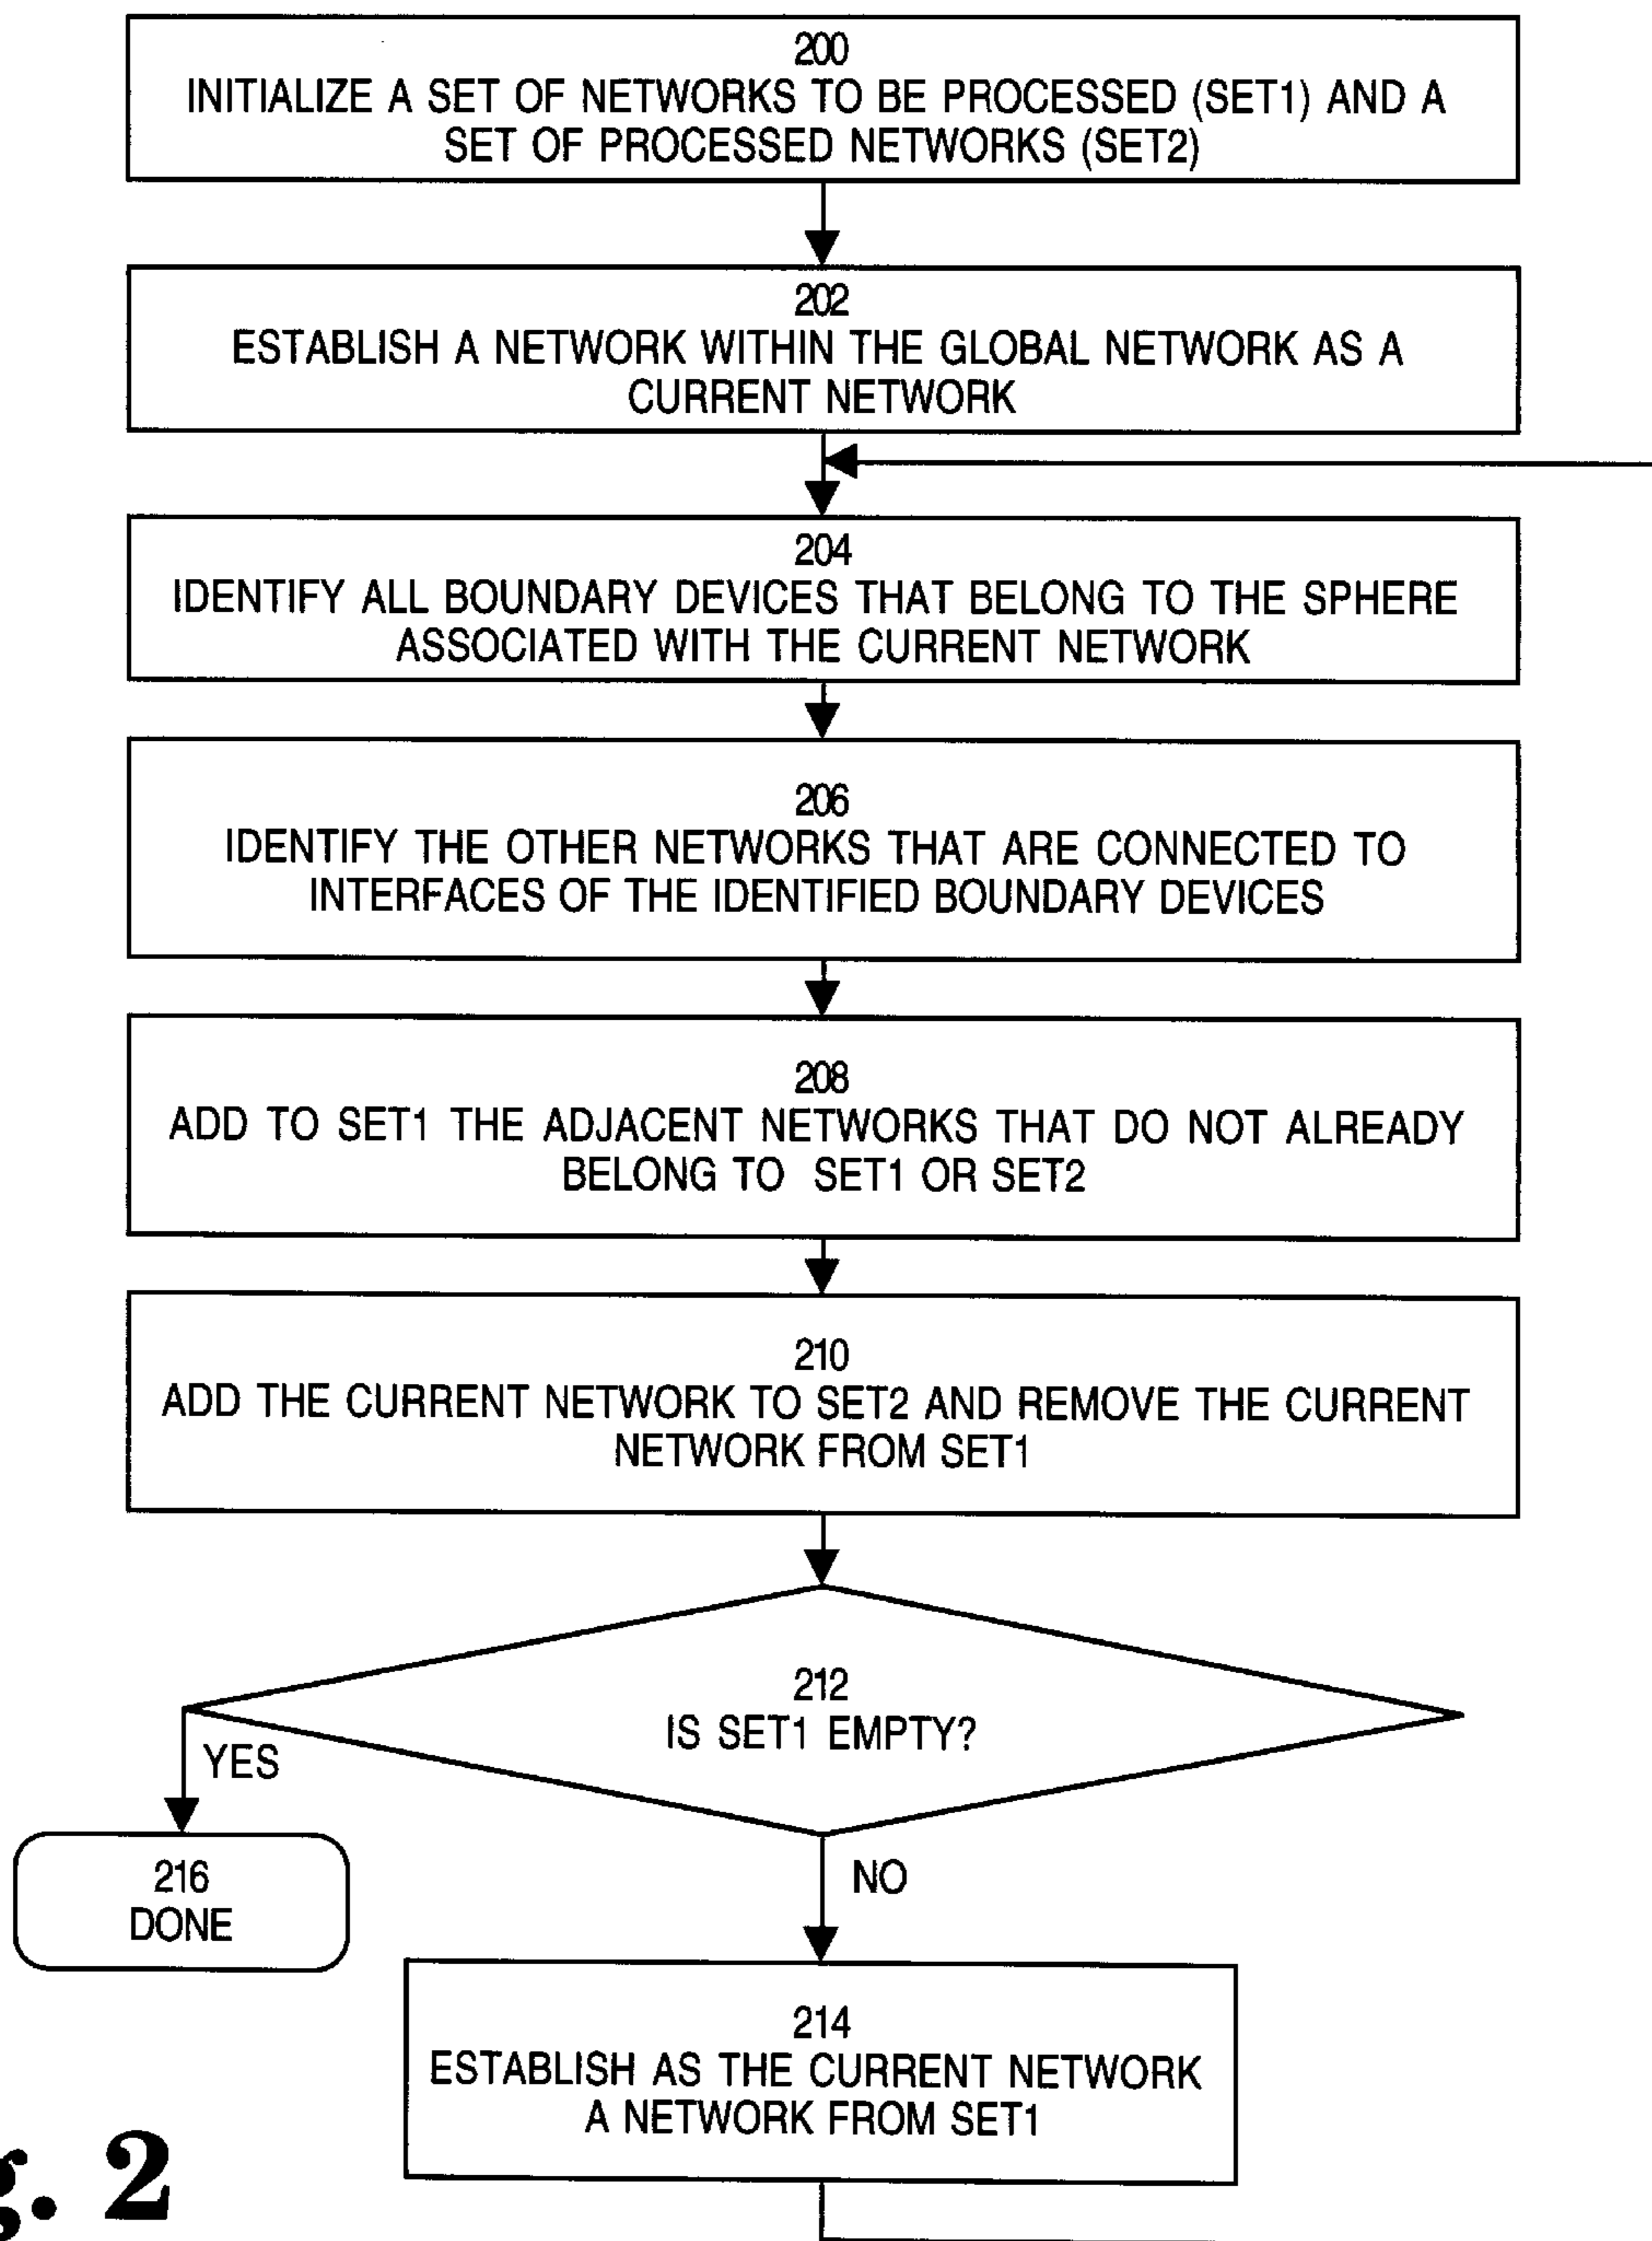 200
INITIALIZE A SET OF NETWORKS TO BE PROCESSED (SET1) AND A
SET OF PROCESSED NETWORKS (SET2)
202
ESTABLISH A NETWORK WITHIN THE GLOBAL NETWORK AS A
CURRENT NETWORK
204
IDENTIFY ALL BOUNDARY DEVICES THAT BELONG TO THE SPHERE
ASSOCIATED WITH THE CURRENT NETWORK
206
IDENTIFY THE OTHER NETWORKS THAT ARE CONNECTED TO
INTERFACES OF THE IDENTIFIED BOUNDARY DEVICES
208
ADD TO SET1 THE ADJACENT NETWORKS THAT DO NOT ALREADY
BELONG TO SET1 OR SET2
210
ADD THE CURRENT NETWORK TO SET2 AND REMOVE THE CURRENT
NETWORK FROM SET1
212
IS SET1 EMPTY?
YES
216
DONE
NO
214
ESTABLISH AS THE CURRENT NETWORK
A NETWORK FROM SET1
g. 2